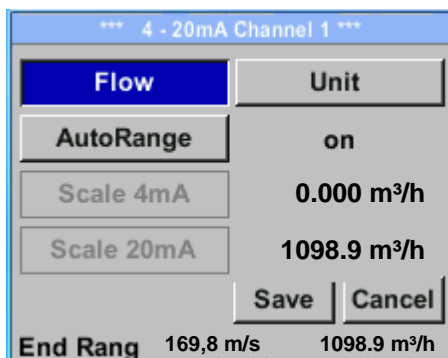 *** 4 - 20mA Channel 1 ***
Flow Unit
AutoRange on
Scale 4mA 0.000 m³/h
Scale 20mA 1098.9 m³/h
Save Cancel
End Rang 169,8 m/s 1098.9 m³/h